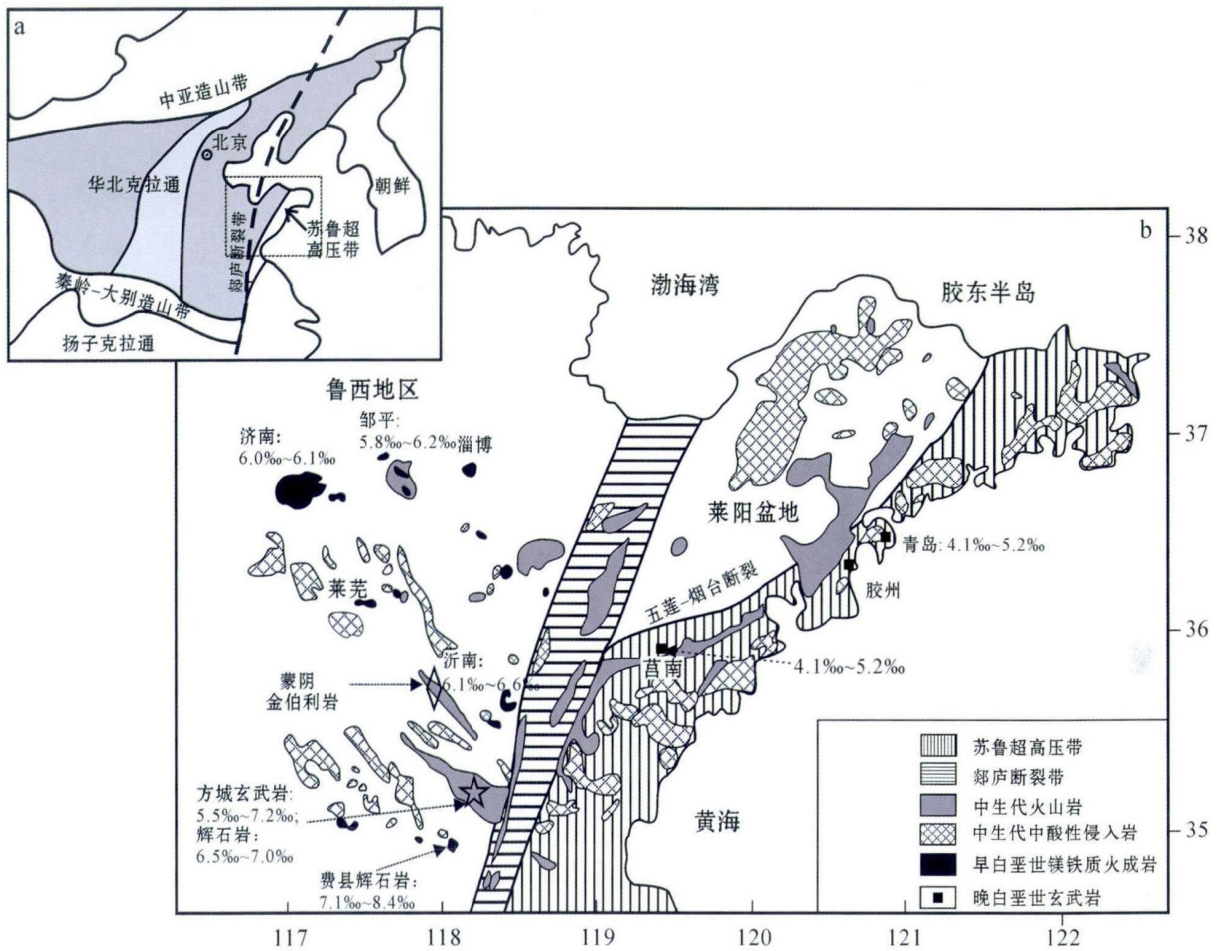 a
中亚造山带
北京
华北克拉通
朝鲜
郯庐断裂带
苏鲁超
高压带
秦岭-大别造山带
扬子克拉通
b
渤海湾
胶东半岛
鲁西地区
邹平:
5.8‰~6.2‰
淄博
济南:
6.0‰~6.1‰
莱阳盆地
青岛: 4.1‰~5.2‰
胶州
莱芜
五莲-烟台断裂
沂南:
6.1‰~6.6‰
莒南
4.1‰~5.2‰
蒙阴
金伯利岩
方城玄武岩:
5.5‰~7.2‰;
辉石岩:
6.5‰~7.0‰
费县辉石岩:
7.1‰~8.4‰
黄海
苏鲁超高压带
郯庐断裂带
中生代火山岩
中生代中酸性侵入岩
早白垩世镁铁质火成岩
晚白垩世玄武岩
38
37
36
35
117
118
119
120
121
122